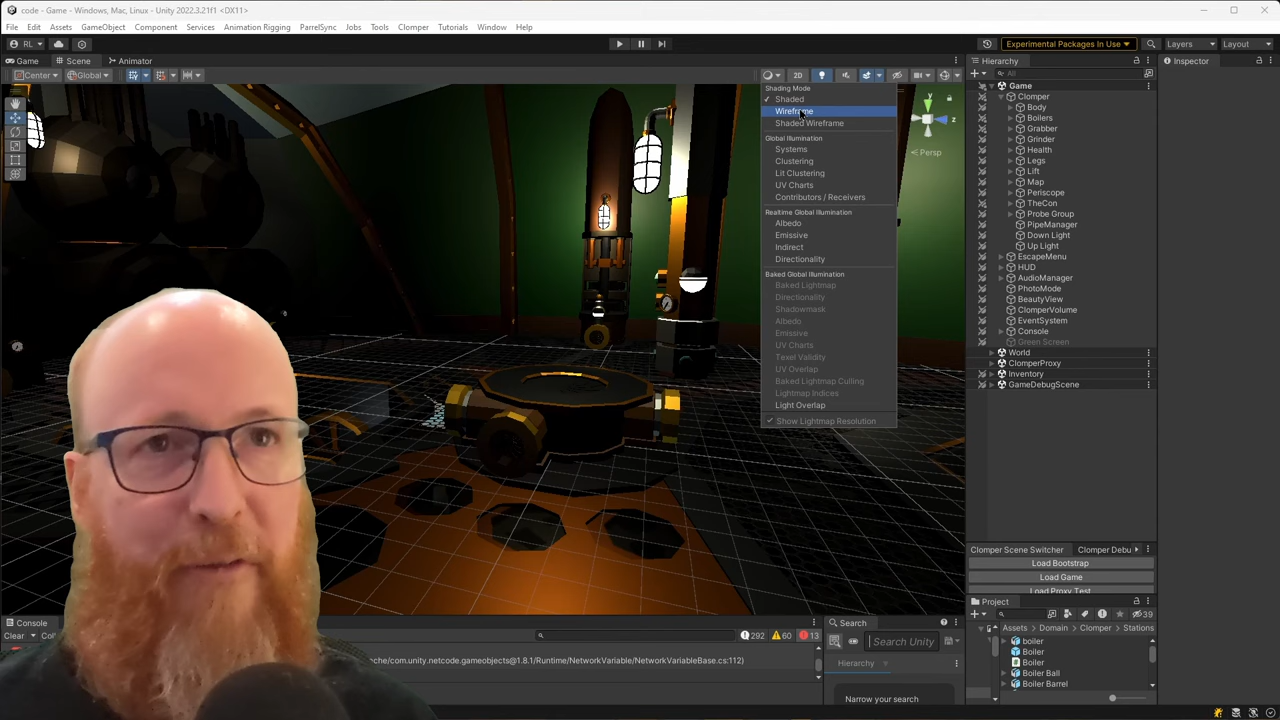 code - Game - Windows, Mac, Linux - Unity 2022.3.21f1 <DX11>
File Edit Assets GameObject Component Services Animation Rigging ParrelSync Jobs Tools Clomper Tutorials Window Help
RL
Experimental Packages In Use
Layers
Layout
Game Scene Animator
Center Global
2D
Shading Mode
Shaded
Wireframe
Shaded Wireframe
Global Illumination
Systems
Clustering
Lit Clustering
UV Charts
Contributors / Receivers
Realtime Global Illumination
Albedo
Emissive
Indirect
Directionality
Baked Global Illumination
Baked Lightmap
Directionality
Shadowmask
Albedo
Emissive
UV Charts
Texel Validity
UV Overlap
Baked Lightmap Culling
Lightmap Indices
Light Overlap
Show Lightmap Resolution
y
z
Persp
Hierarchy
All
Game
Clomper
Body
Boilers
Grabber
Grinder
Health
Legs
Lift
Map
Periscope
TheCon
Probe Group
PipeManager
Down Light
Up Light
EscapeMenu
HUD
AudioManager
PhotoMode
BeautyView
ClomperVolume
EventSystem
Console
Green Screen
World
ClomperProxy
Inventory
GameDebugScene
Inspector
Clomper Scene Switcher Clomper Debu
Load Bootstrap
Load Game
Load Proxy Test
Project
39
Assets Domain Clomper Stations
boiler
Boiler
Boiler
Boiler Ball
Boiler Barrel
Console
Clear
292 60 13
che/com.unity.netcode.gameobjects@1.8.1/Runtime/NetworkVariable/NetworkVariableBase.cs:112)
Search
Search Unity
Hierarchy
Narrow your search